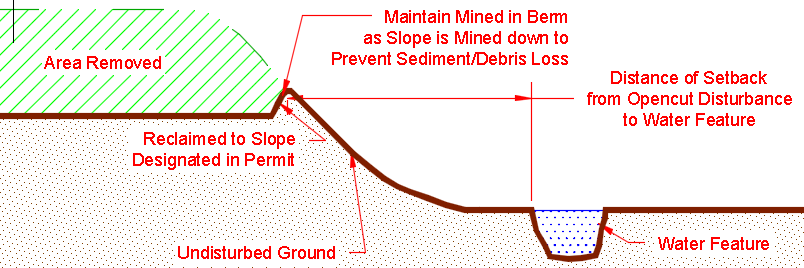 Maintain Mined in Berm
as Slope is Mined down to
Prevent Sediment/Debris Loss
Area Removed
Distance of Setback
from Opencut Disturbance
to Water Feature
Reclaimed to Slope
Designated in Permit
Undisturbed Ground
Water Feature